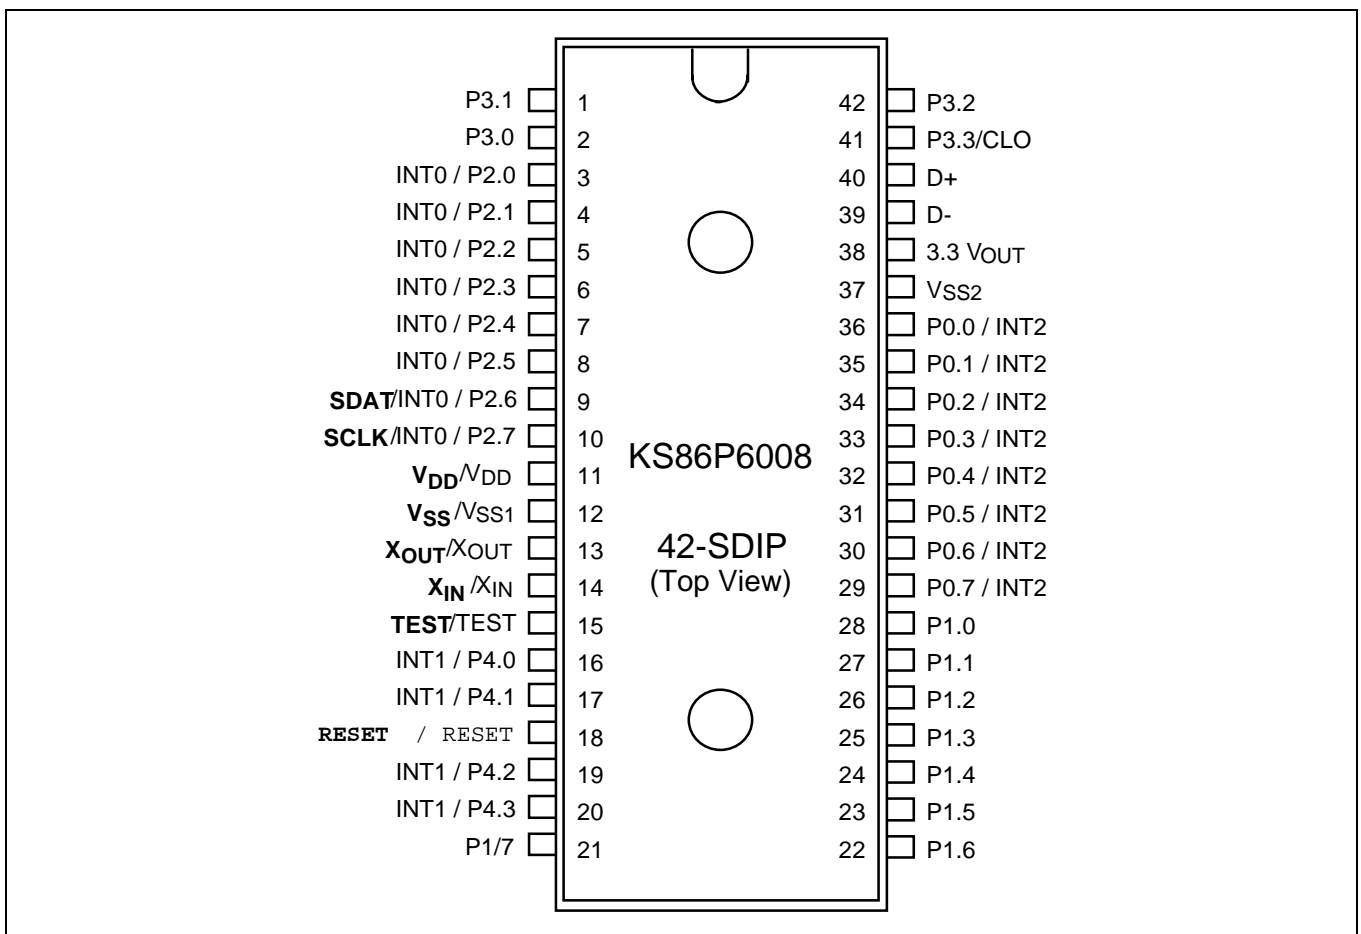 P3.1 1 42 P3.2
P3.0 2 41 P3.3/CLO
INT0 / P2.0 3 40 D+
INT0 / P2.1 4 39 D-
INT0 / P2.2 5 38 3.3 VOUT
INT0 / P2.3 6 37 VSS2
INT0 / P2.4 7 36 P0.0 / INT2
INT0 / P2.5 8 35 P0.1 / INT2
SDAT/INT0 / P2.6 9 34 P0.2 / INT2
SCLK/INT0 / P2.7 10 33 P0.3 / INT2
KS86P6008
VDD/VDD 11 32 P0.4 / INT2
VSS/VSS1 12 31 P0.5 / INT2
XOUT/XOUT 13 42-SDIP 30 P0.6 / INT2
XIN/XIN 14 (Top View) 29 P0.7 / INT2
TEST/TEST 15 28 P1.0
INT1 / P4.0 16 27 P1.1
INT1 / P4.1 17 26 P1.2
RESET / RESET 18 25 P1.3
INT1 / P4.2 19 24 P1.4
INT1 / P4.3 20 23 P1.5
P1/7 21 22 P1.6